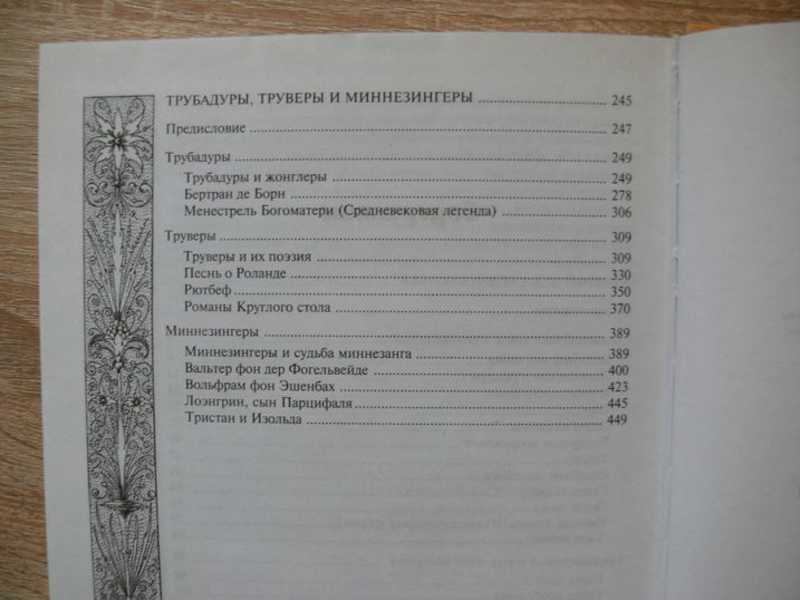 ТРУБАДУРЫ, ТРУВЕРЫ И МИННЕЗИНГЕРЫ ........ 245
Предисловие ........ 247
Трубадуры ........ 249
Трубадуры и жонглеры ........ 249
Бертран де Борн ........ 278
Менестрель Богоматери (Средневековая легенда) ........ 306
Труверы ........ 309
Труверы и их поэзия ........ 309
Песнь о Роланде ........ 330
Рютбеф ........ 350
Романы Круглого стола ........ 370
Миннезингеры ........ 389
Миннезингеры и судьба миннезанга ........ 389
Вальтер фон дер Фогельвейде ........ 400
Вольфрам фон Эшенбах ........ 423
Лоэнгрин, сын Парцифаля ........ 445
Тристан и Изольда ........ 449